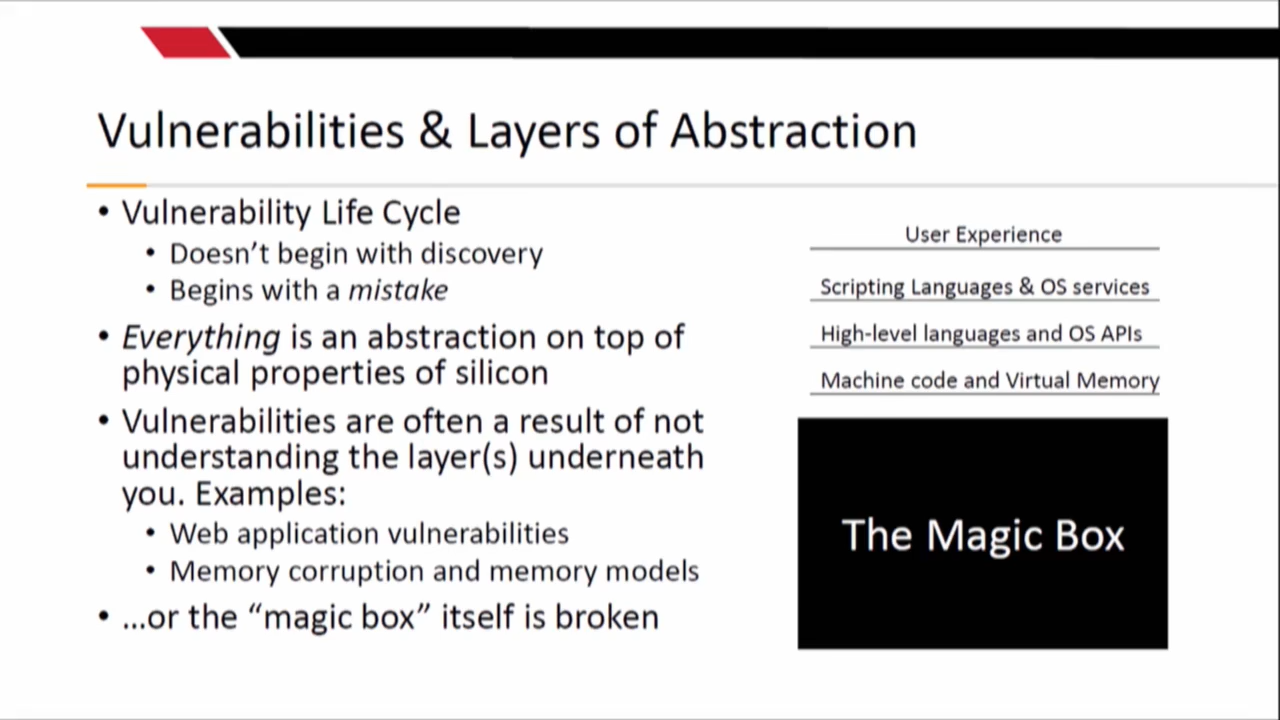 Vulnerabilities & Layers of Abstraction
• Vulnerability Life Cycle
• Doesn't begin with discovery
• Begins with a mistake
• Everything is an abstraction on top of
physical properties of silicon
• Vulnerabilities are often a result of not
understanding the layer(s) underneath
you. Examples:
• Web application vulnerabilities
• Memory corruption and memory models
• ...or the “magic box” itself is broken
User Experience
Scripting Languages & OS services
High-level languages and OS APIs
Machine code and Virtual Memory
The Magic Box